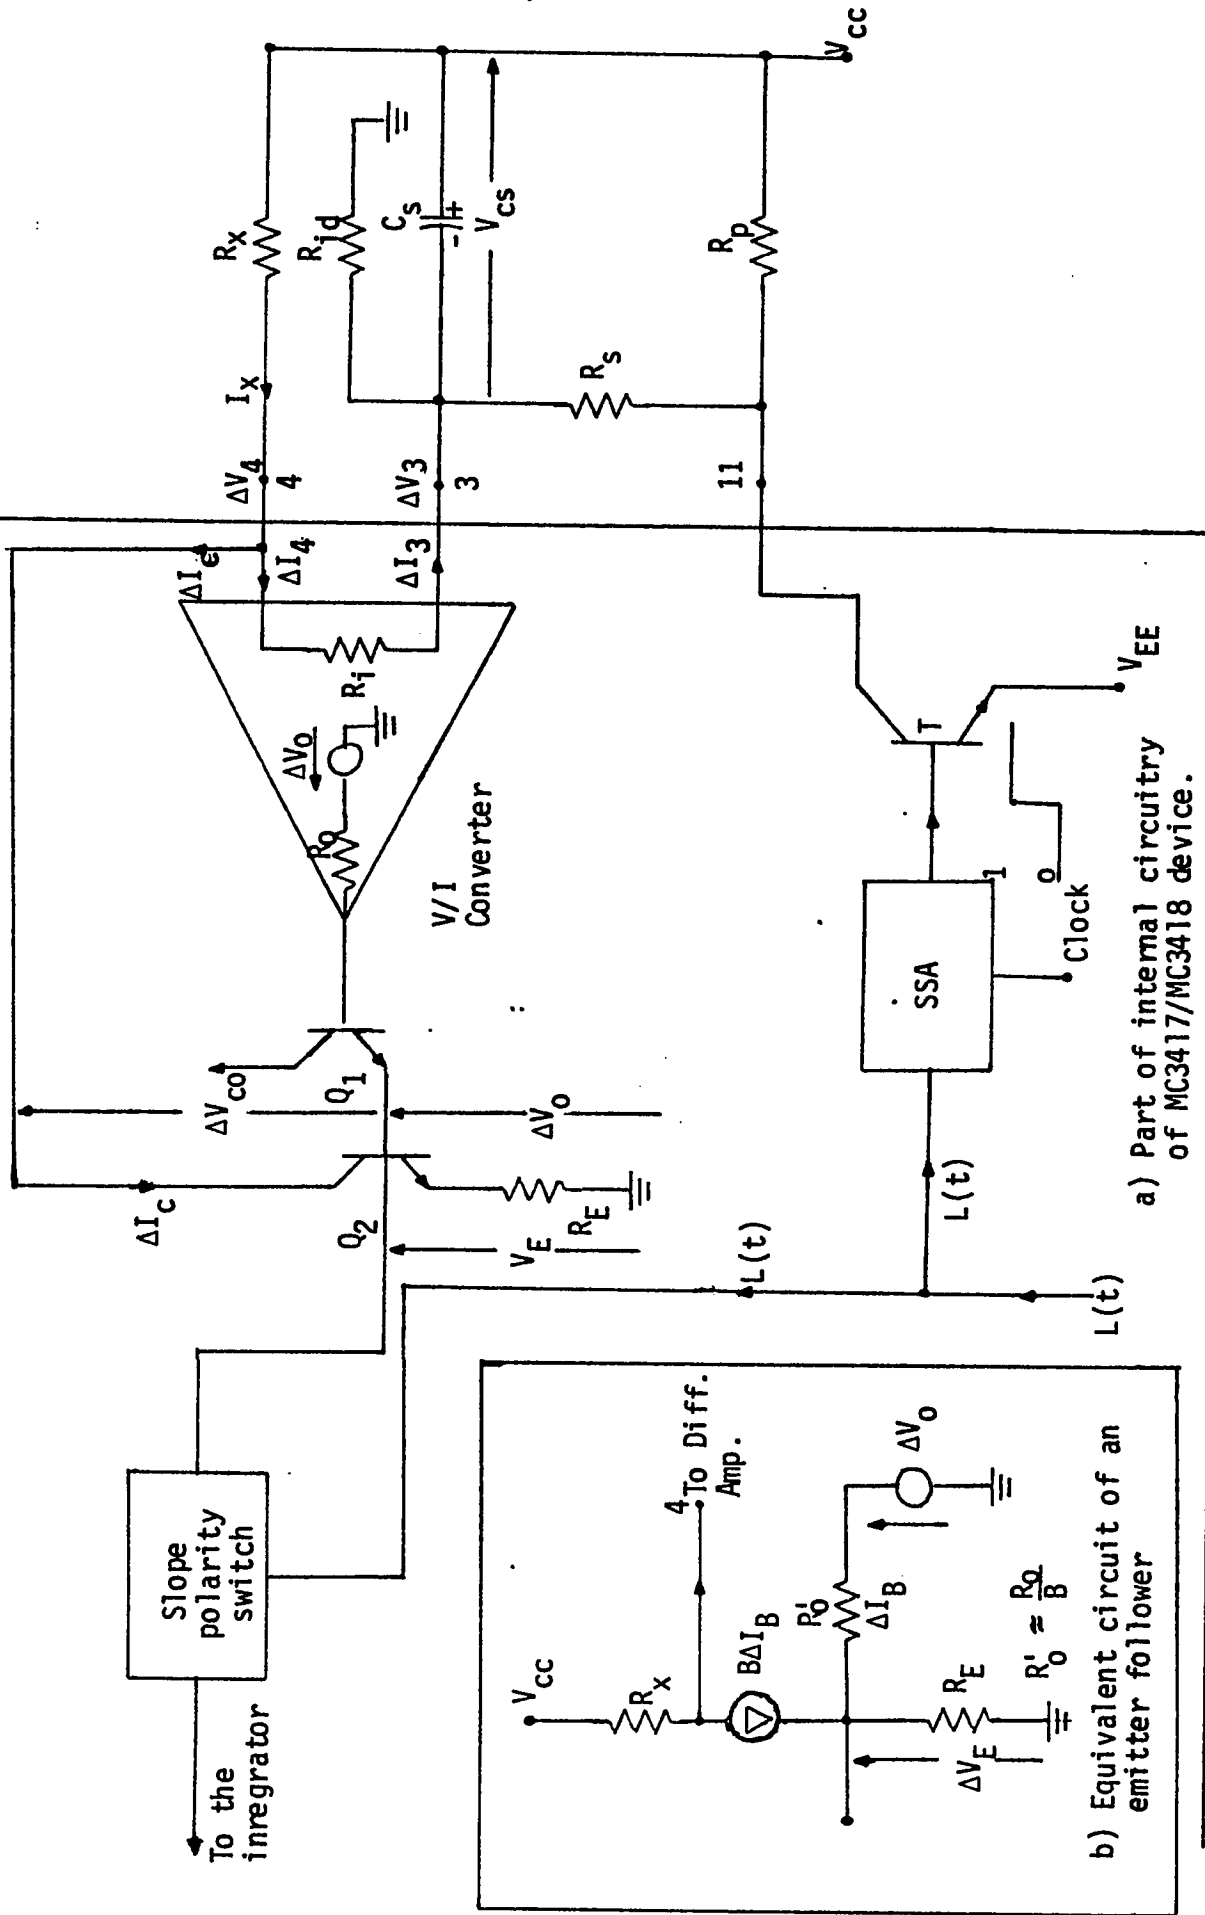 Slope
polarity
switch
To the
inregrator
ΔI_C
ΔV_CO
Q_1
Q_2
R_E
V_E
ΔV_O
V/I
Converter
R_O
ΔV_O
R_i
ΔI_e
ΔI_4
ΔI_3
ΔV_4
4
ΔV_3
3
I_X
R_X
R_id
C_s
- +
V_CS
R_s
R_p
V_CC
11
T
V_EE
SSA
1
0
Clock
L(t)
L(t)
L(t)
a) Part of internal circuitry
of MC3417/MC3418 device.
V_CC
R_X
4
To Diff.
Amp.
BΔI_B
R'_O
ΔI_B
ΔV_O
R_E
ΔV_E
R'_O ≈ R_O/B
b) Equivalent circuit of an
emitter follower